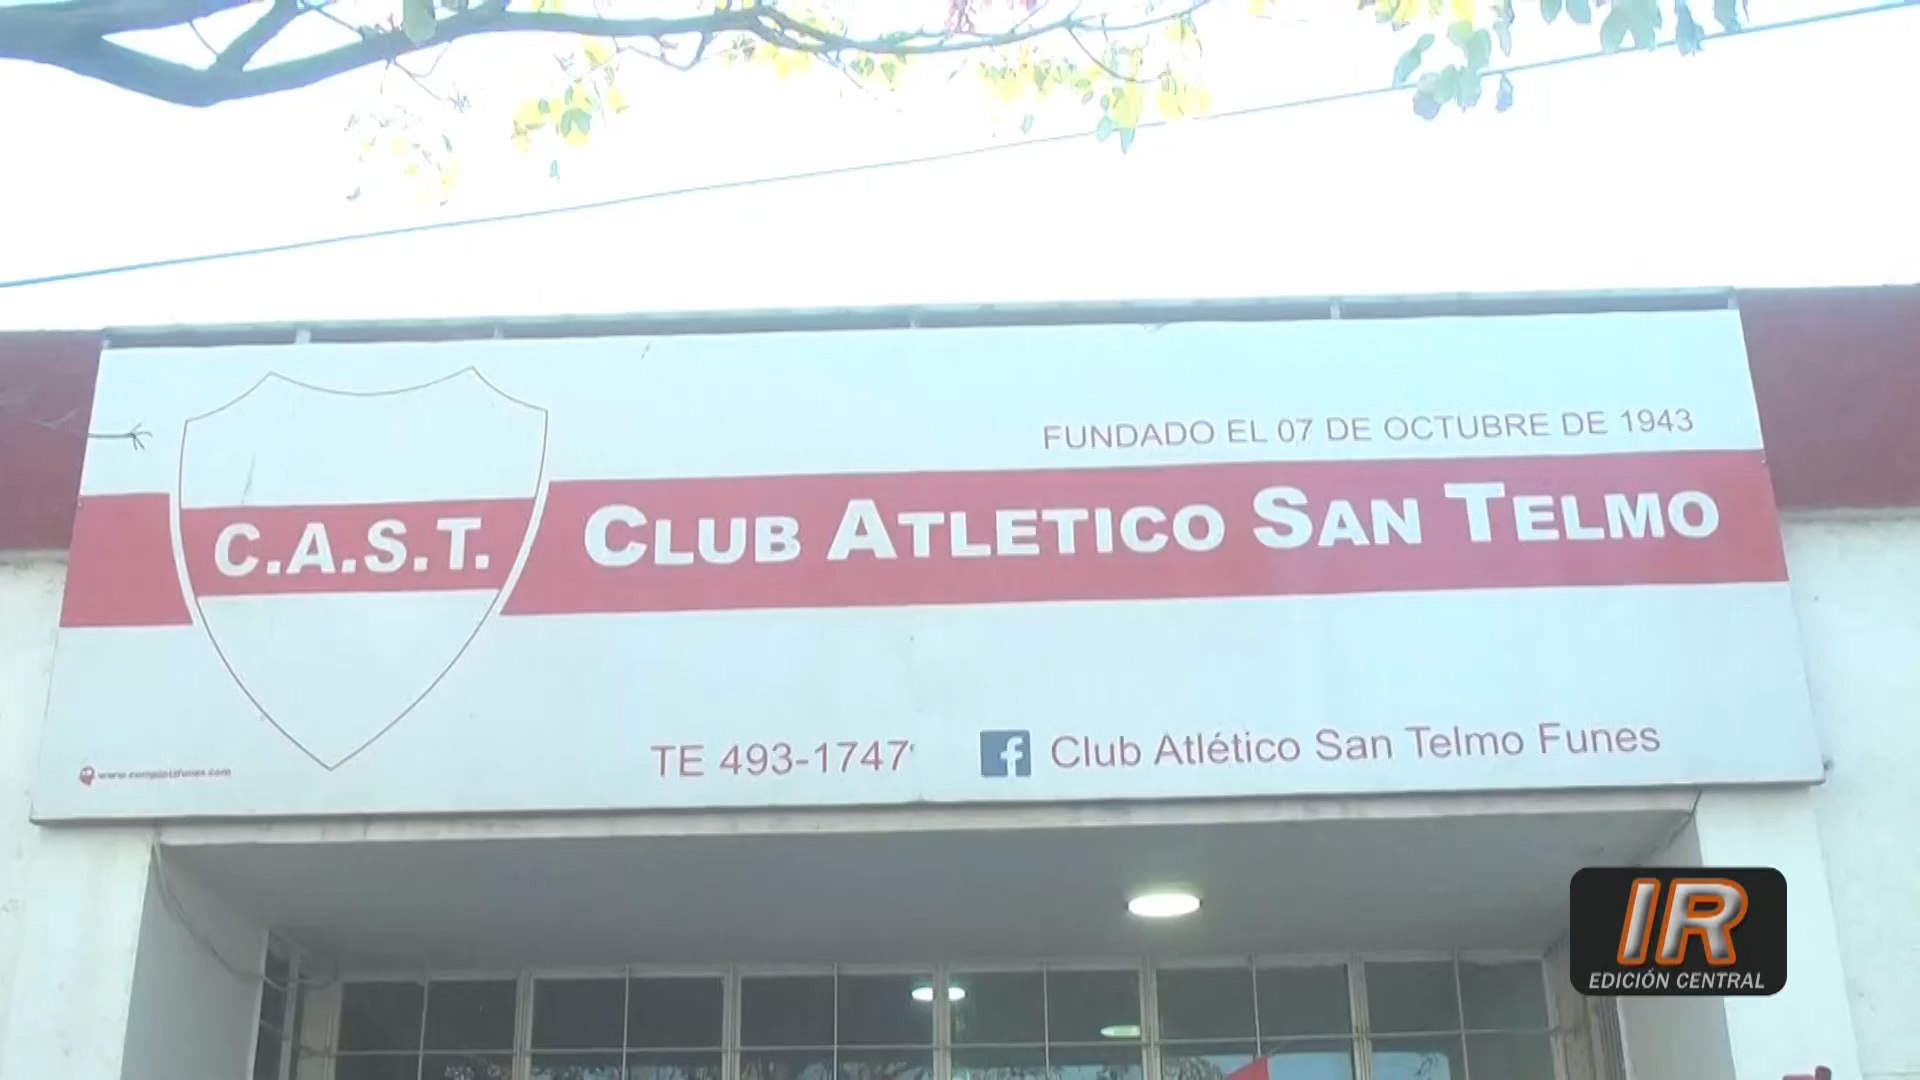 FUNDADO EL 07 DE OCTUBRE DE 1943
C.A.S.T.
CLUB ATLETICO SAN TELMO
TE 493-1747
f Club Atlético San Telmo Funes
IR
EDICIÓN CENTRAL